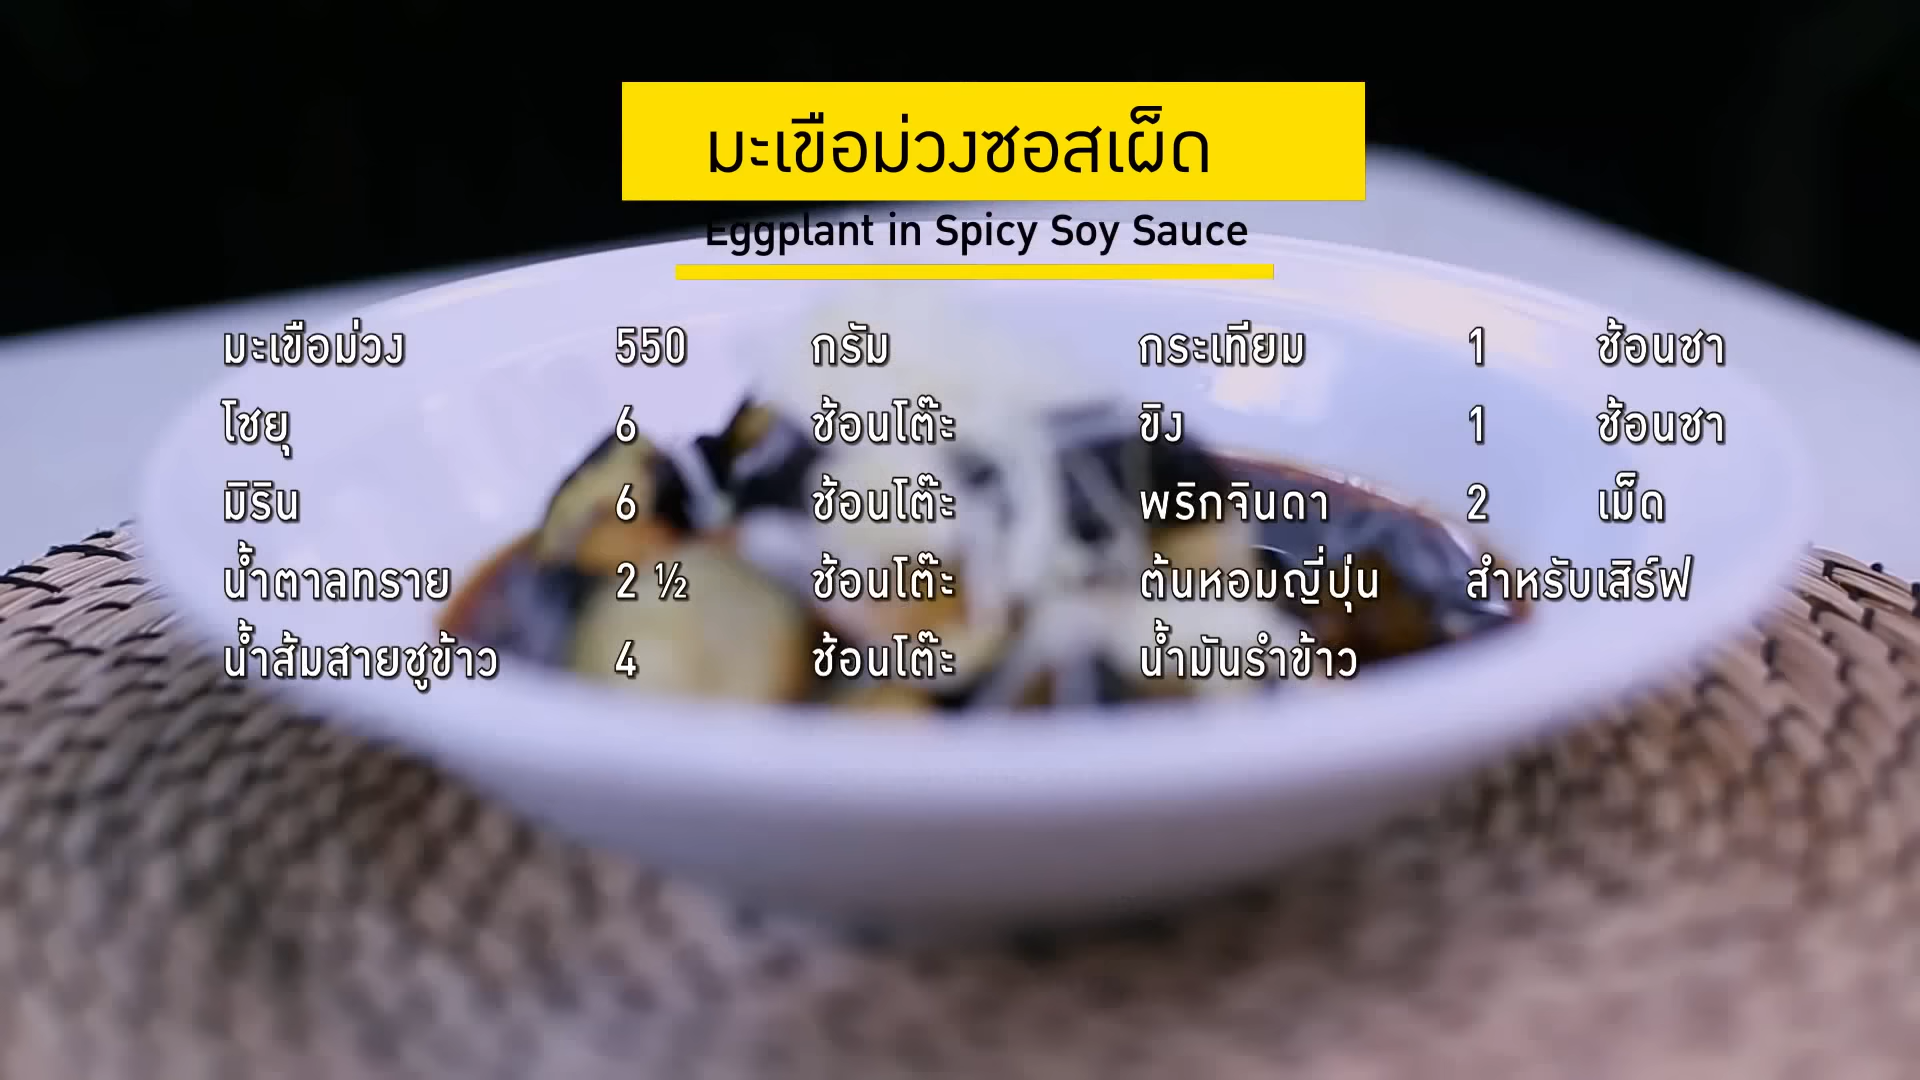 มะเขือม่วงซอสเผ็ด
Eggplant in Spicy Soy Sauce
มะเขือม่วง 550 กรัม
โชยุ 6 ช้อนโต๊ะ
มิริน 6 ช้อนโต๊ะ
น้ำตาลทราย 2 ½ ช้อนโต๊ะ
น้ำส้มสายชูข้าว 4 ช้อนโต๊ะ
กระเทียม 1 ช้อนชา
ขิง 1 ช้อนชา
พริกจินดา 2 เม็ด
ต้นหอมญี่ปุ่น สำหรับเสิร์ฟ
น้ำมันรำข้าว